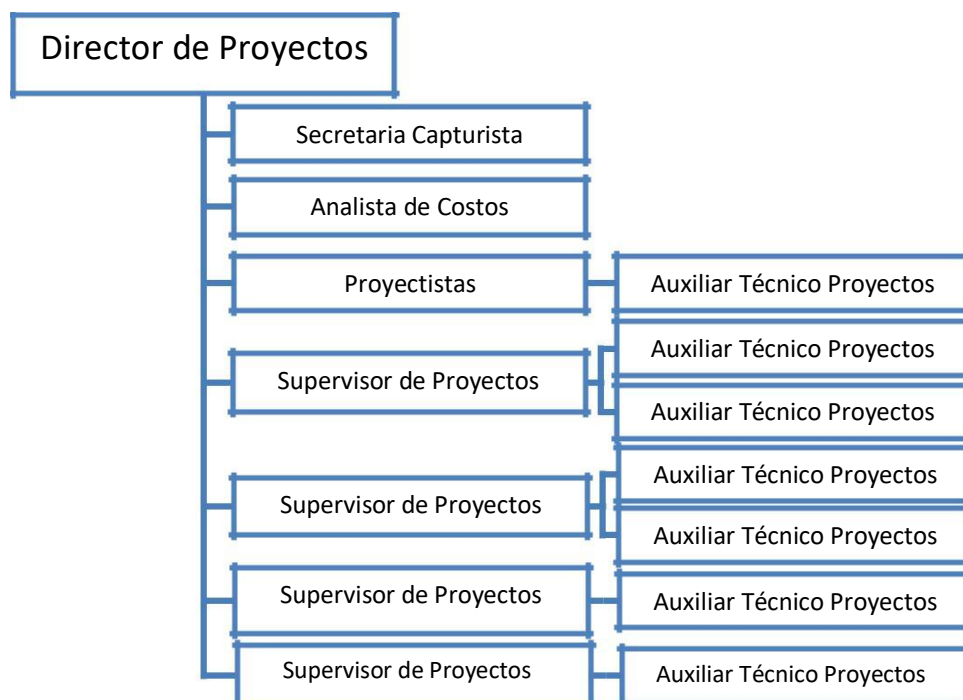 Director de Proyectos
Secretaria Capturista
Analista de Costos
Proyectistas
Auxiliar Técnico Proyectos
Supervisor de Proyectos
Auxiliar Técnico Proyectos
Auxiliar Técnico Proyectos
Supervisor de Proyectos
Auxiliar Técnico Proyectos
Auxiliar Técnico Proyectos
Supervisor de Proyectos
Auxiliar Técnico Proyectos
Supervisor de Proyectos
Auxiliar Técnico Proyectos